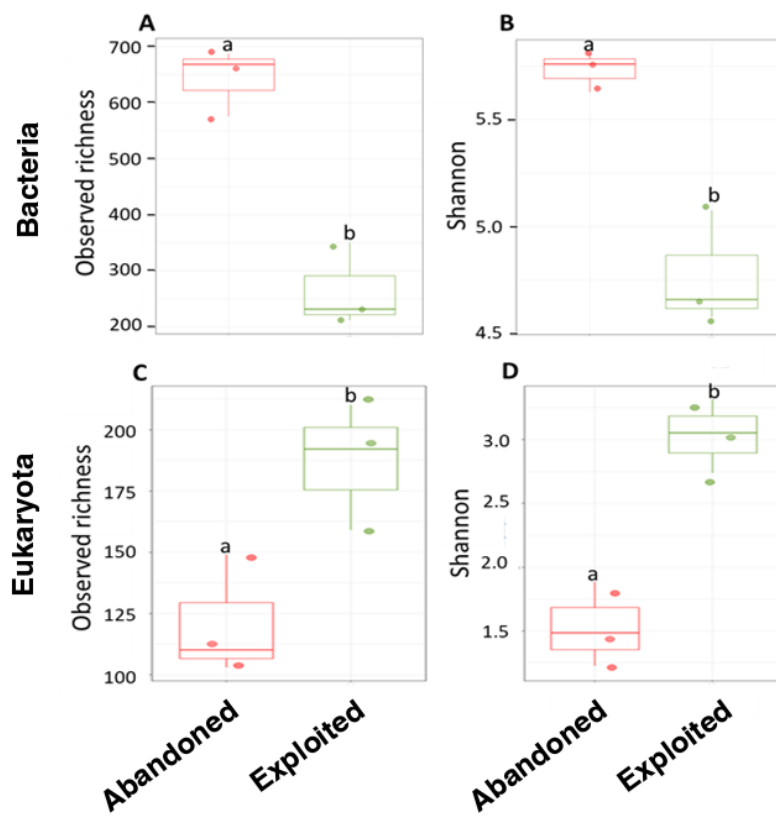 A
B
Bacteria
Observed richness
700
600
500
400
300
200
a
b
Shannon
5.5
5.0
4.5
a
b
C
D
Eukaryota
Observed richness
200
175
150
125
100
a
b
Shannon
3.0
2.5
2.0
1.5
a
b
Abandoned
Exploited
Abandoned
Exploited